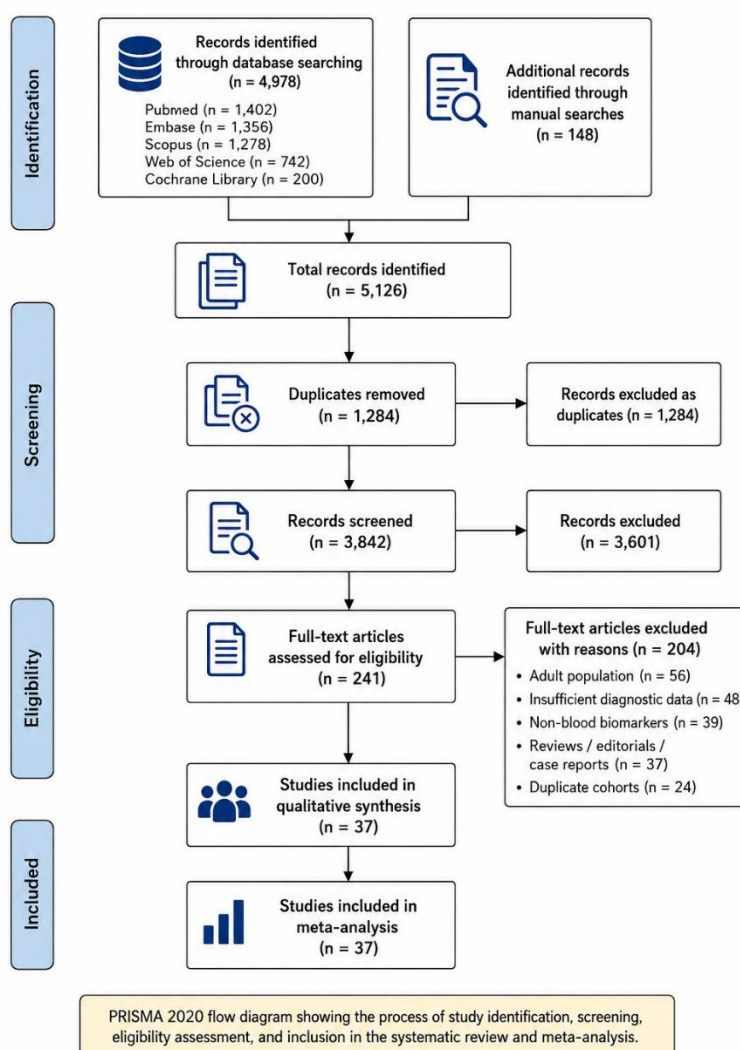 Identification
Records identified
through database searching
(n = 4,978)
Pubmed (n = 1,402)
Embase (n = 1,356)
Scopus (n = 1,278)
Web of Science (n = 742)
Cochrane Library (n = 200)
Additional records
identified through
manual searches
(n = 148)
Total records identified
(n = 5,126)
Screening
Duplicates removed
(n = 1,284)
Records excluded as
duplicates (n = 1,284)
Records screened
(n = 3,842)
Records excluded
(n = 3,601)
Eligibility
Full-text articles
assessed for eligibility
(n = 241)
Full-text articles excluded
with reasons (n = 204)
• Adult population (n = 56)
• Insufficient diagnostic data (n = 48)
• Non-blood biomarkers (n = 39)
• Reviews / editorials /
case reports (n = 37)
• Duplicate cohorts (n = 24)
Studies included in
qualitative synthesis
(n = 37)
Included
Studies included in
meta-analysis
(n = 37)
PRISMA 2020 flow diagram showing the process of study identification, screening,
eligibility assessment, and inclusion in the systematic review and meta-analysis.